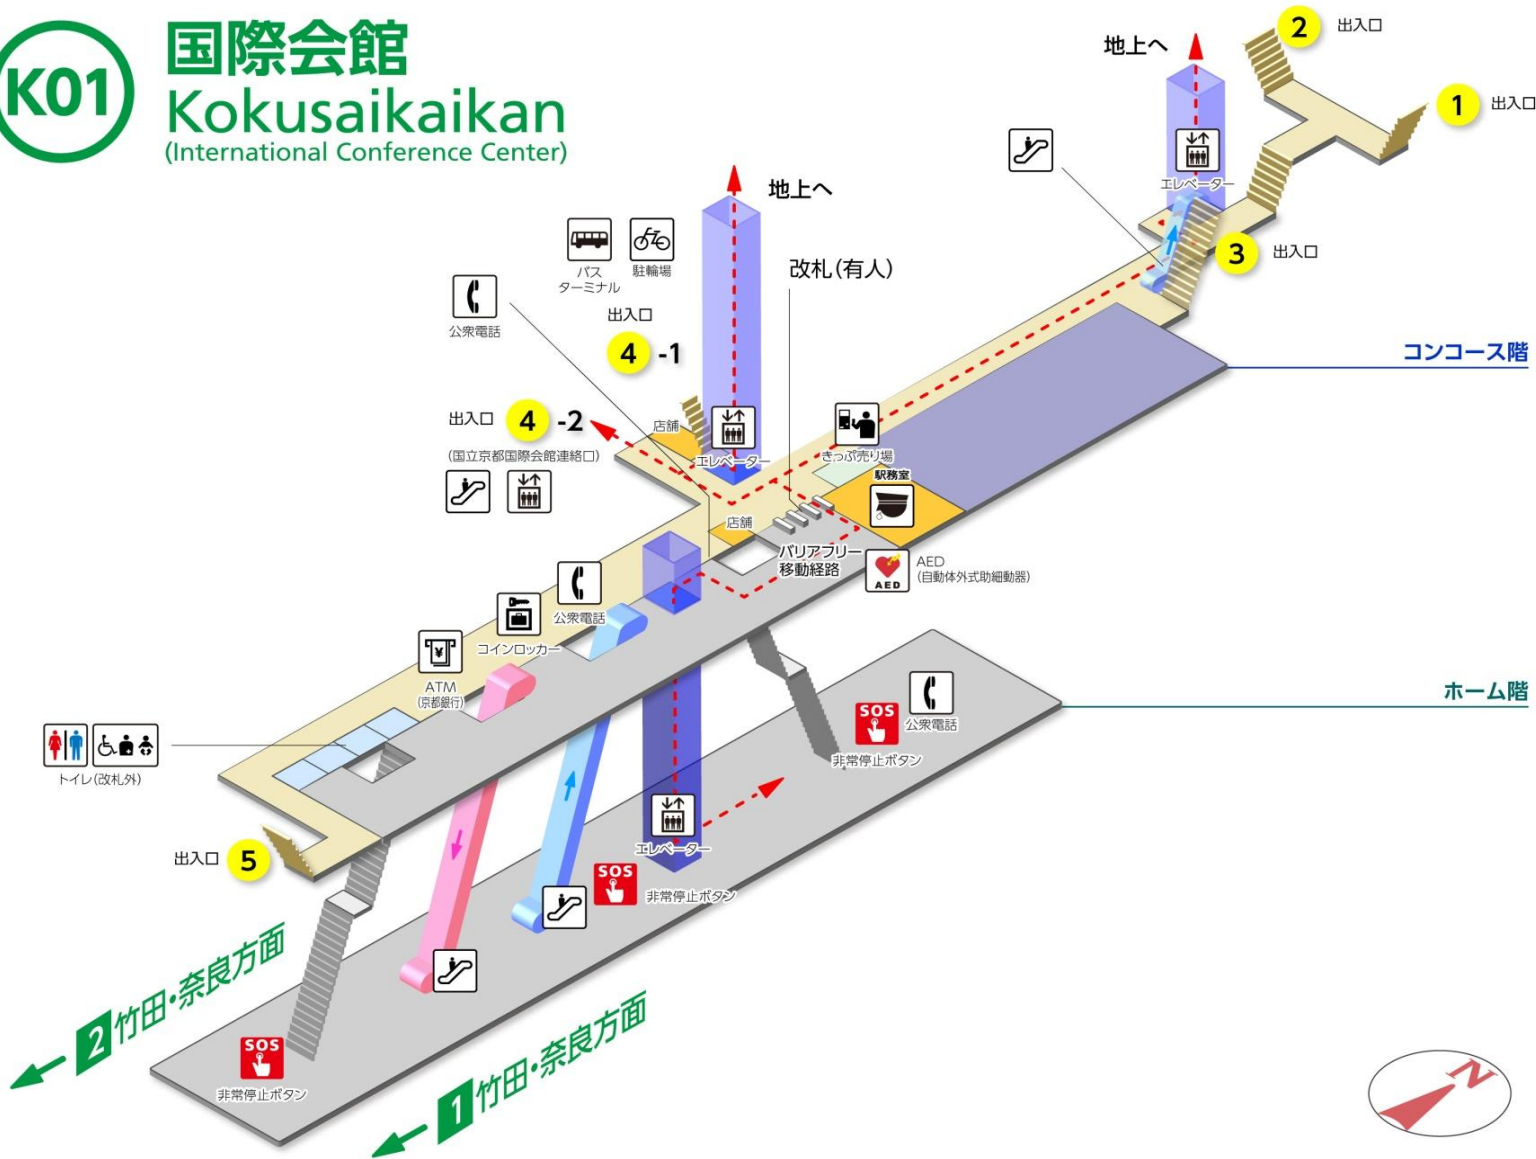 K01
国際会館
Kokusaikaikan
(International Conference Center)
2 出入口
1 出入口
地上へ
エレベーター
3 出入口
地上へ
バス
ターミナル
駐輪場
公衆電話
出入口
4 -1
改札(有人)
コンコース階
出入口 4 -2
(国立京都国際会館連絡口)
店舗
エレベーター
きっぷ売り場
駅務室
店舗
バリアフリー
移動経路
AED
AED
(自動体外式助細動器)
公衆電話
コインロッカー
ATM
(京都銀行)
トイレ(改札外)
ホーム階
公衆電話
SOS
非常停止ボタン
エレベーター
SOS
非常停止ボタン
出入口 5
2 竹田・奈良方面
SOS
非常停止ボタン
1 竹田・奈良方面
N